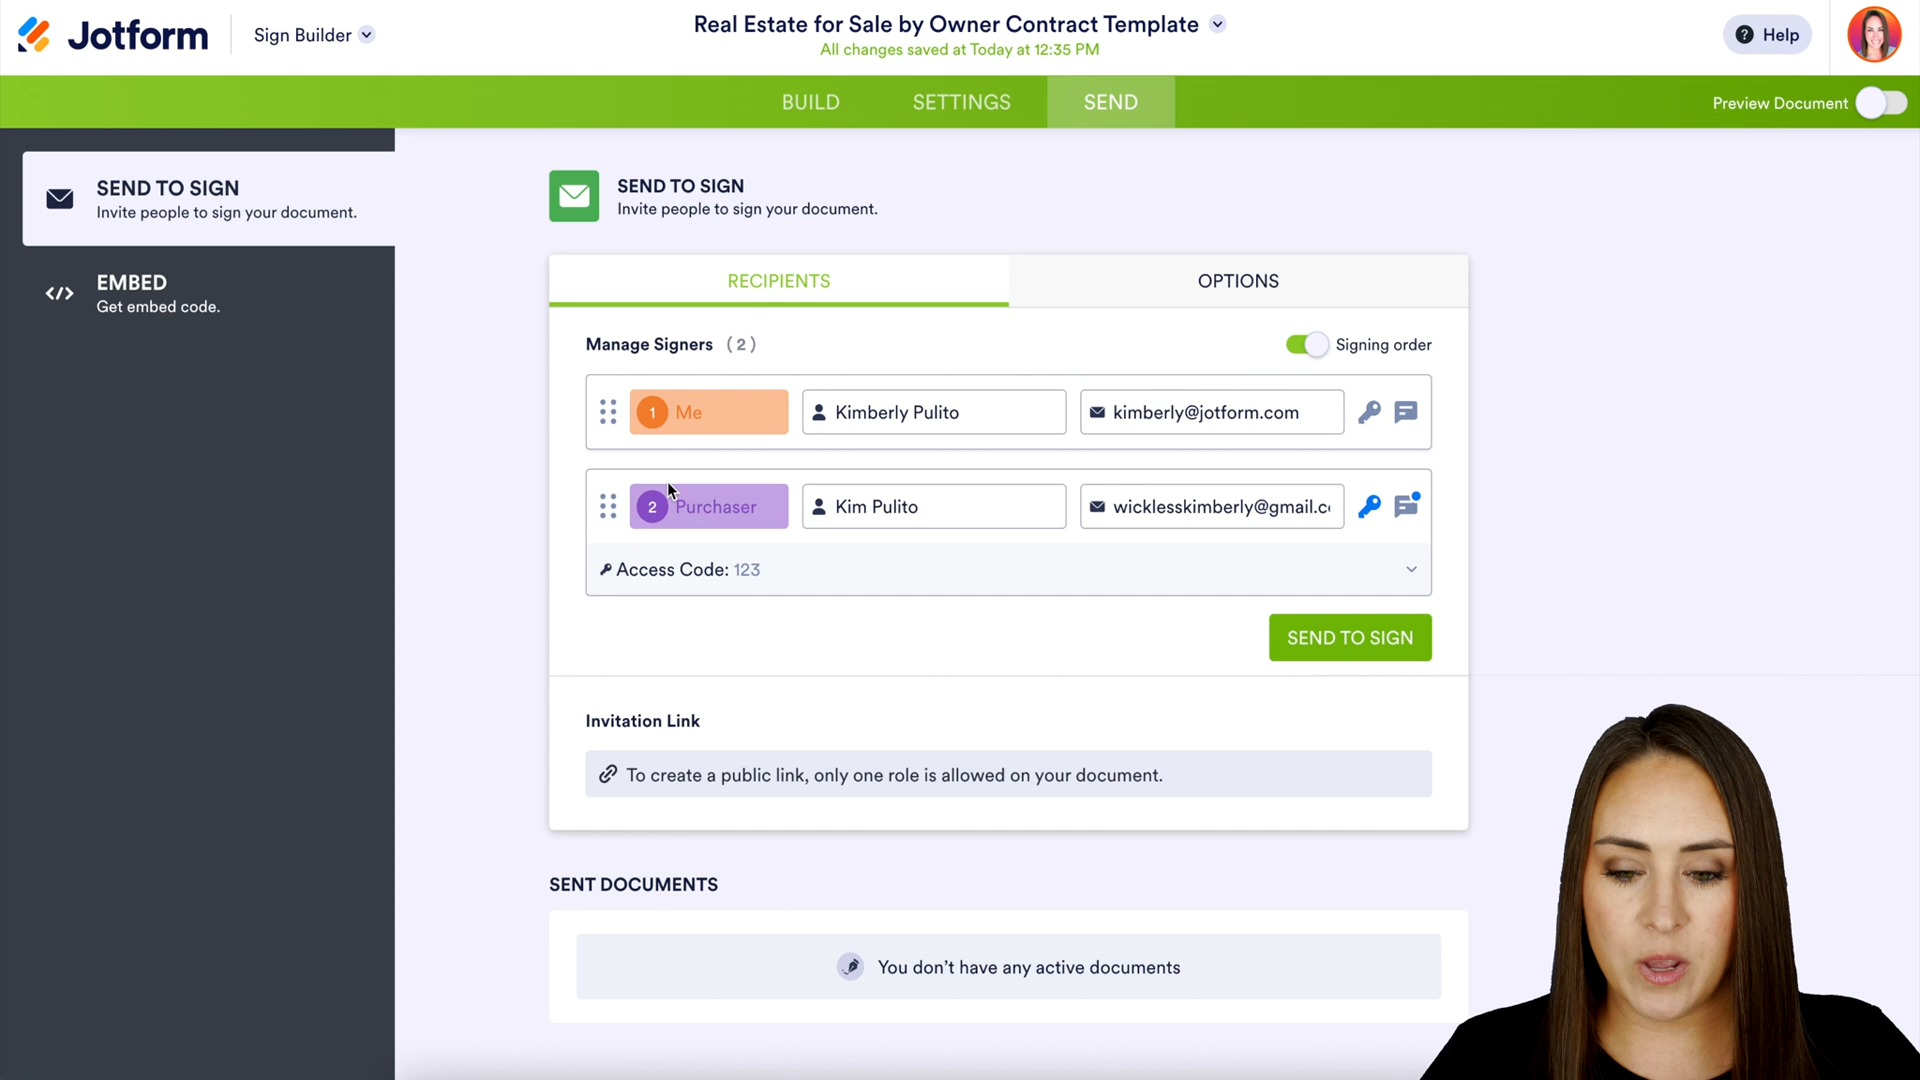 Jotform
Sign Builder
Real Estate for Sale by Owner Contract Template
All changes saved at Today at 12:35 PM
Help
BUILD
SETTINGS
SEND
Preview Document
SEND TO SIGN
Invite people to sign your document.
EMBED
Get embed code.
SEND TO SIGN
Invite people to sign your document.
RECIPIENTS
OPTIONS
Manage Signers (2)
Signing order
1 Me
Kimberly Pulito
kimberly@jotform.com
2 Purchaser
Kim Pulito
wicklesskimberly@gmail.c
Access Code: 123
SEND TO SIGN
Invitation Link
To create a public link, only one role is allowed on your document.
SENT DOCUMENTS
You don't have any active documents